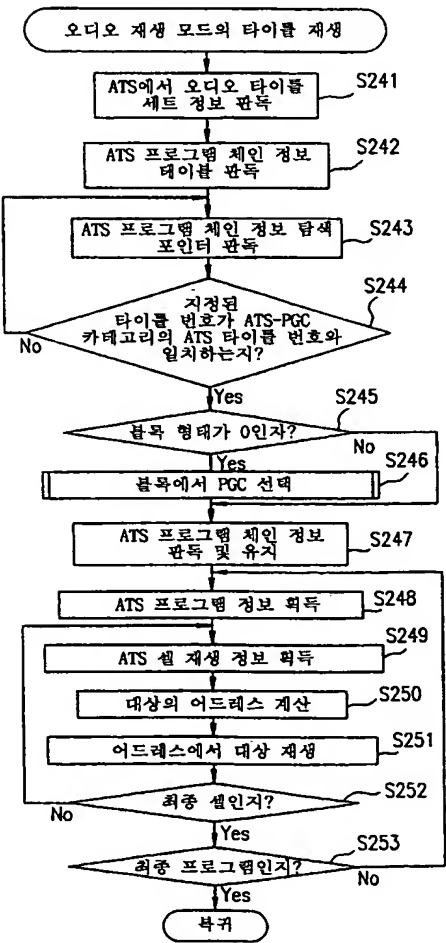 오디오 재생 모드의 타이틀 재생
S241
ATS에서 오디오 타이틀
세트 정보 판독
S242
ATS 프로그램 체인 정보
테이블 판독
S243
ATS 프로그램 체인 정보 탐색
포인터 판독
S244
지정된
타이틀 번호가 ATS-PGC
카테고리의 ATS 타이틀 번호와
일치하는지?
No
Yes
S245
블록 형태가 0인자?
No
Yes
S246
블록에서 PGC 선택
ATS 프로그램 체인 정보
판독 및 유지
S247
S248
ATS 프로그램 정보 획득
S249
ATS 셀 재생 정보 획득
S250
대상의 어드레스 계산
S251
어드레스에서 대상 재생
S252
최종 셀인지?
No
Yes
S253
최종 프로그램인지?
No
Yes
복귀